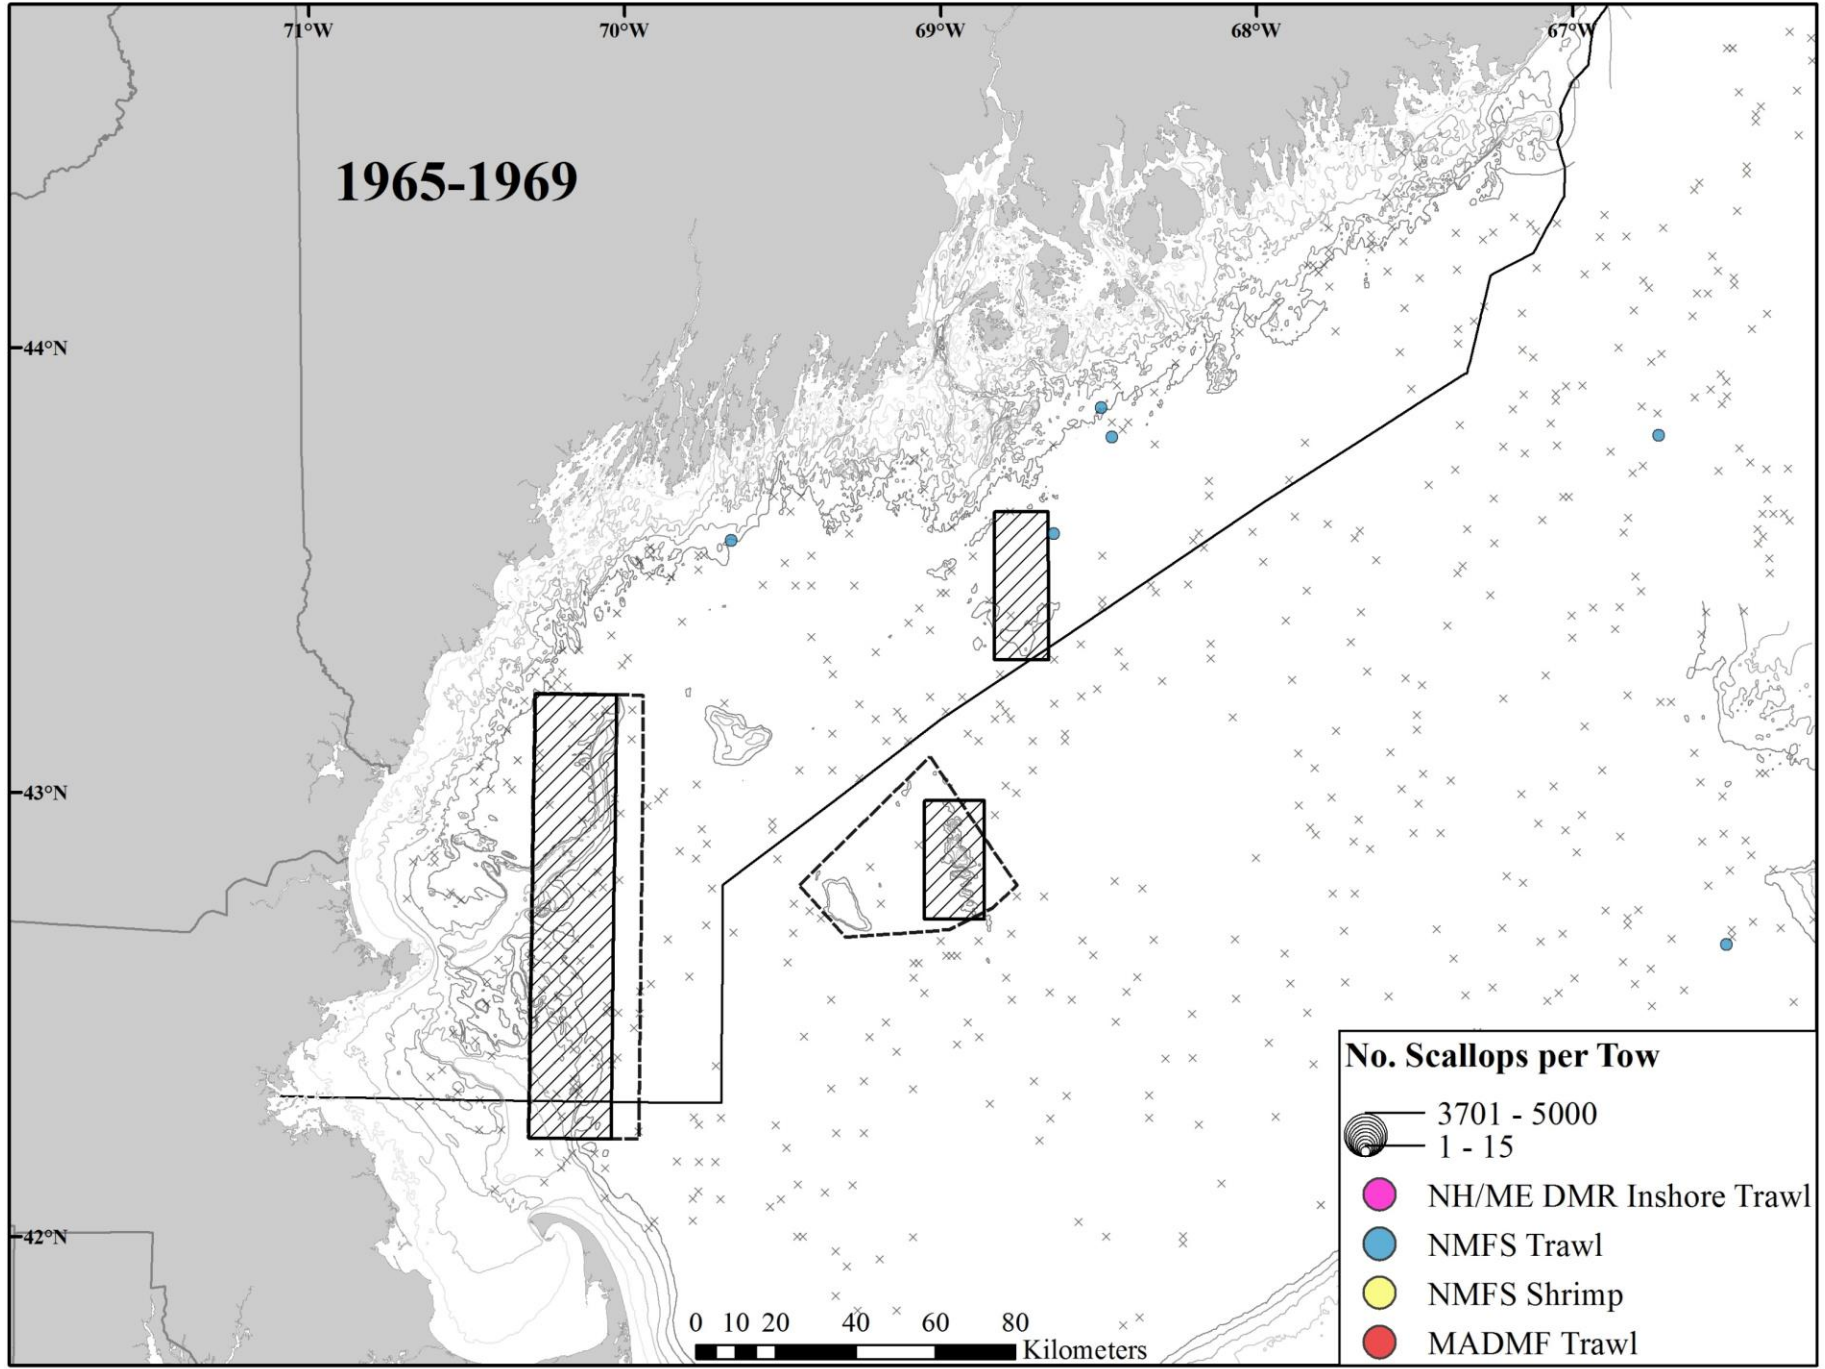 71°W 70°W 69°W 68°W 67°W
1965-1969
44°N
43°N
42°N
No. Scallops per Tow
3701 - 5000
1 - 15
NH/ME DMR Inshore Trawl
NMFS Trawl
NMFS Shrimp
MADMF Trawl
0 10 20 40 60 80
Kilometers